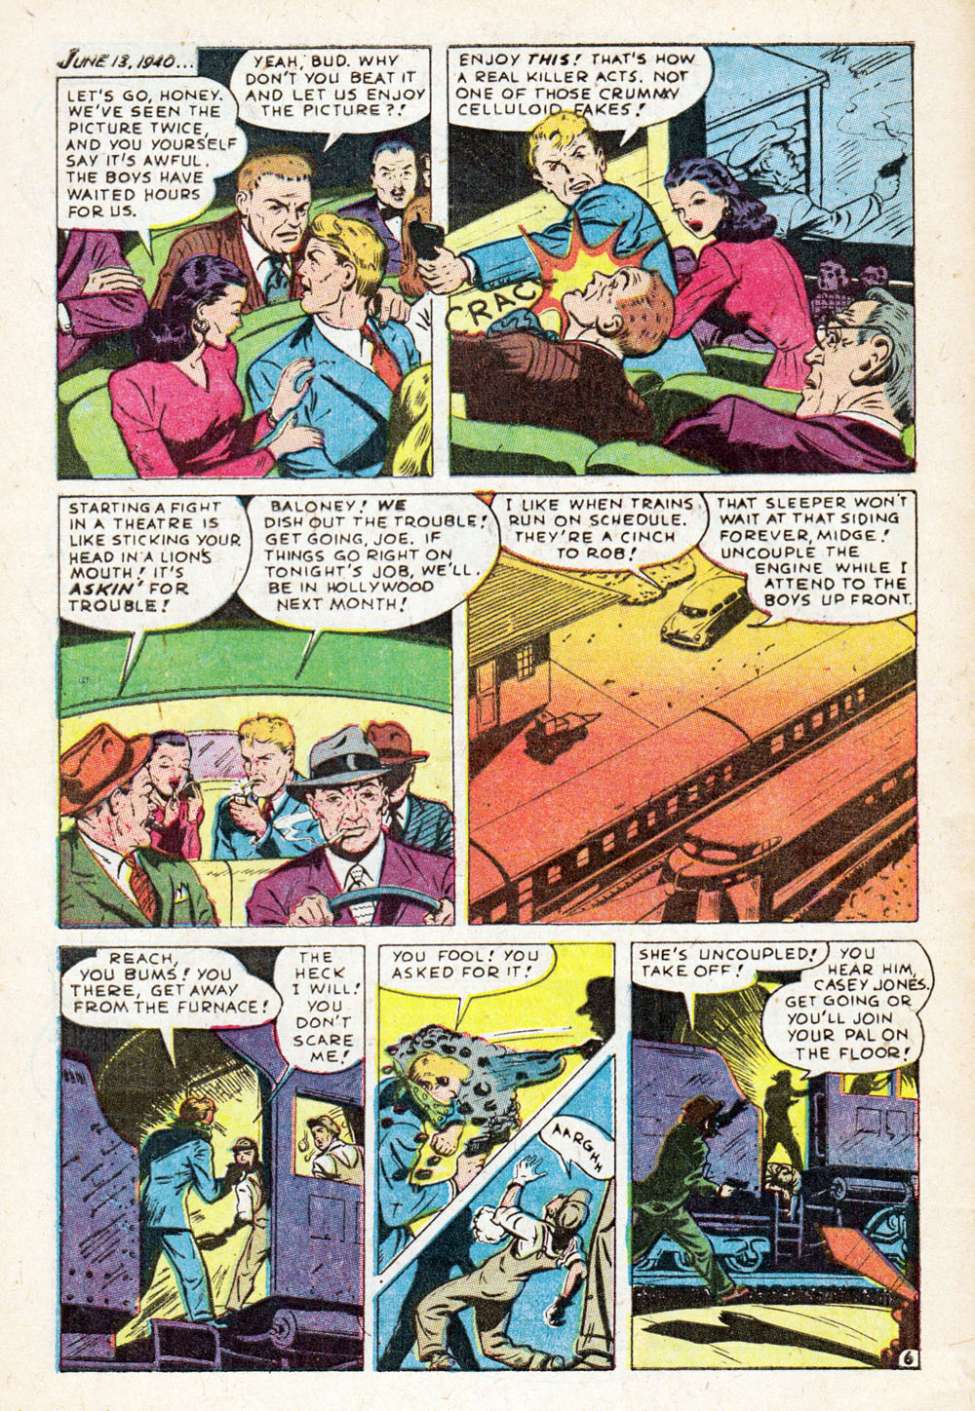 JUNE 13, 1940...
LET'S GO, HONEY.
WE'VE SEEN THE
PICTURE TWICE,
AND YOU YOURSELF
SAY IT'S AWFUL.
THE BOYS HAVE
WAITED HOURS
FOR US.
YEAH, BUD. WHY
DON'T YOU BEAT IT
AND LET US ENJOY
THE PICTURE?!
ENJOY THIS! THAT'S HOW
A REAL KILLER ACTS. NOT
ONE OF THOSE CRUMMY
CELLULOID FAKES!
CRAC
STARTING A FIGHT
IN A THEATRE IS
LIKE STICKING YOUR
HEAD IN A LION'S
MOUTH! IT'S
ASKIN' FOR
TROUBLE!
BALONEY! WE
DISH OUT THE TROUBLE!
GET GOING, JOE. IF
THINGS GO RIGHT ON
TONIGHT'S JOB, WE'LL
BE IN HOLLYWOOD
NEXT MONTH!
I LIKE WHEN TRAINS
RUN ON SCHEDULE.
THEY'RE A CINCH
TO ROB!
THAT SLEEPER WON'T
WAIT AT THAT SIDING
FOREVER, MIDGE!
UNCOUPLE THE
ENGINE WHILE I
ATTEND TO THE
BOYS UP FRONT.
REACH,
YOU BUMS! YOU
THERE, GET AWAY
FROM THE FURNACE!
THE
HECK
I WILL!
YOU
DON'T
SCARE
ME!
YOU FOOL! YOU
ASKED FOR IT!
AARGHH
SHE'S UNCOUPLED!
TAKE OFF!
YOU
HEAR HIM,
CASEY JONES.
GET GOING OR
YOU'LL JOIN
YOUR PAL ON
THE FLOOR!
6